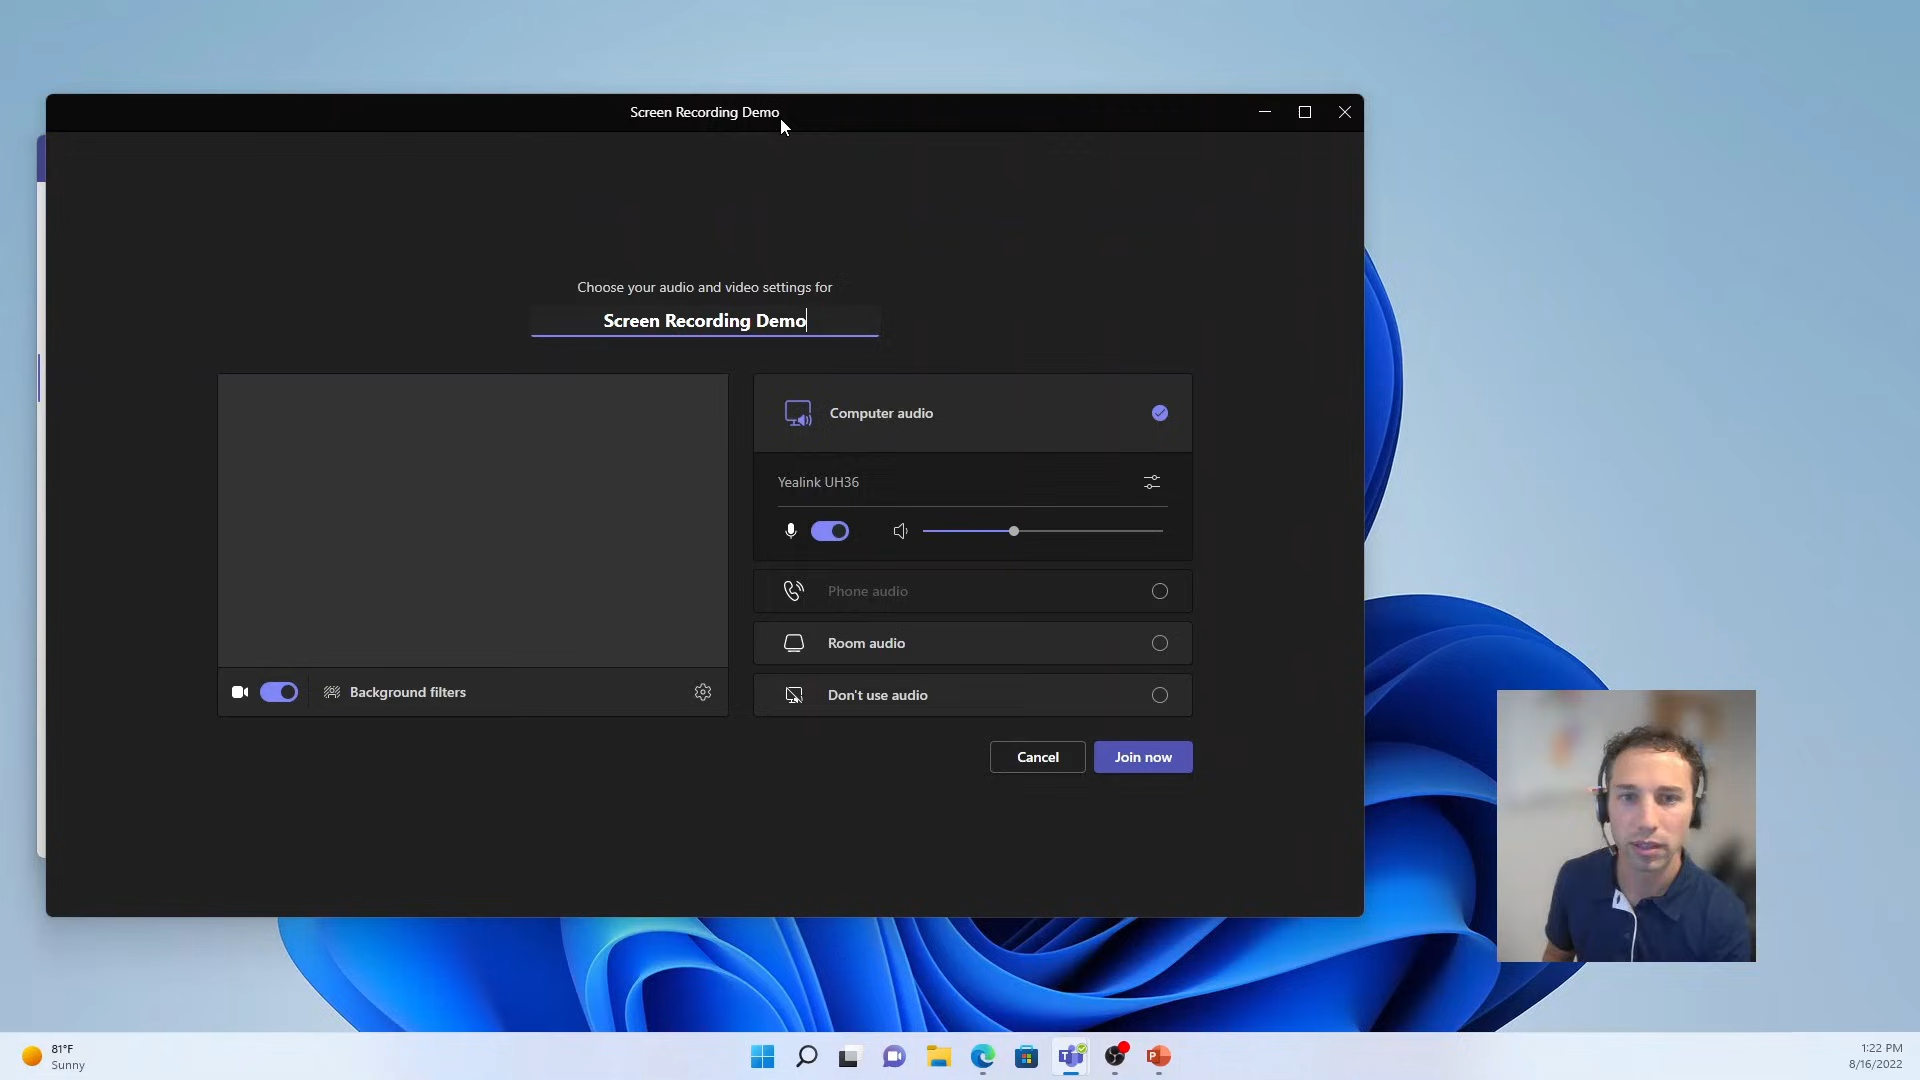 Screen Recording Demo
Choose your audio and video settings for
Screen Recording Demo
Computer audio
Yealink UH36
Phone audio
Room audio
Don't use audio
Background filters
Cancel
Join now
81°F
Sunny
1:22 PM
8/16/2022